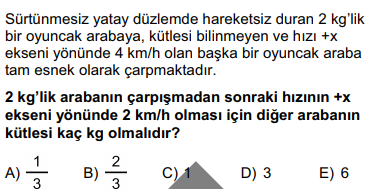 Sürtünmesiz yatay düzlemde hareketsiz duran 2 kg'lik
bir oyuncak arabaya, kütlesi bilinmeyen ve hızı +x
ekseni yönünde 4 km/h olan başka bir oyuncak araba
tam esnek olarak çarpmaktadır.
2 kg'lik arabanın çarpışmadan sonraki hızının +x
ekseni yönünde 2 km/h olması için diğer arabanın
kütlesi kaç kg olmalıdır?
A) 1/3 B) 2/3 C) 1 D) 3 E) 6